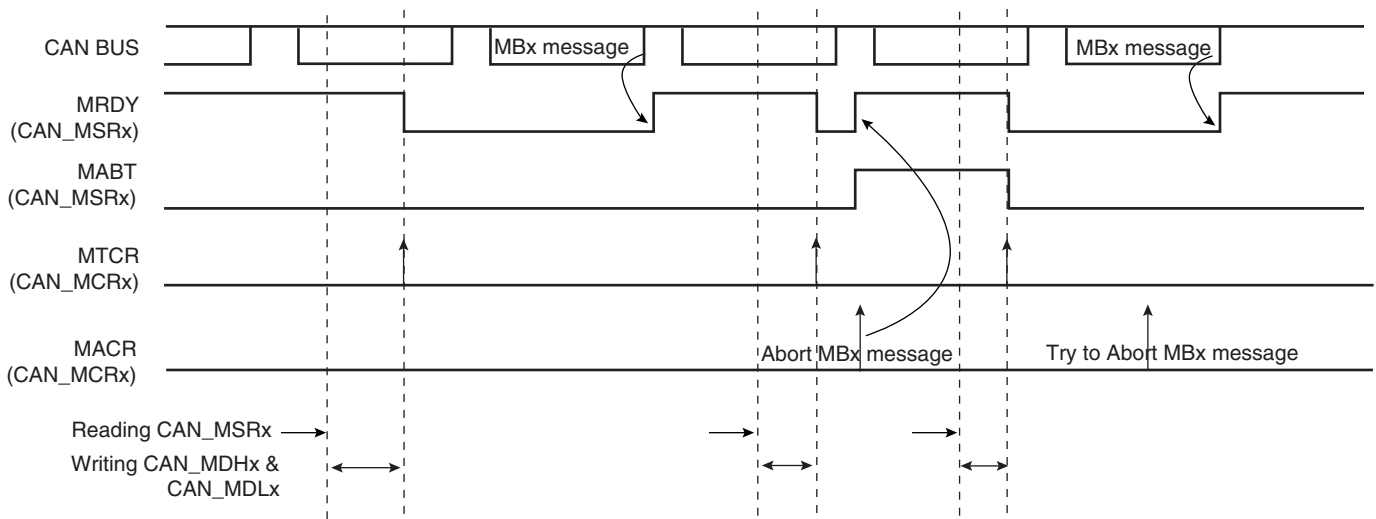 CAN BUS
MBx message
MBx message
MRDY
(CAN_MSRx)
MABT
(CAN_MSRx)
MTCR
(CAN_MCRx)
Abort MBx message
Try to Abort MBx message
MACR
(CAN_MCRx)
Reading CAN_MSRx
Writing CAN_MDHx &
CAN_MDLx